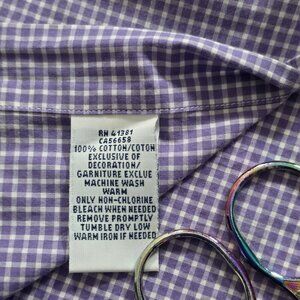 RN 41381
CA56658
100% COTTON/COTON
EXCLUSIVE OF
DECORATION/
GARNITURE EXCLUE
MACHINE WASH
WARM
ONLY NON-CHLORINE
BLEACH WHEN NEEDED
REMOVE PROMPTLY
TUMBLE DRY LOW
WARM IRON IF NEEDED